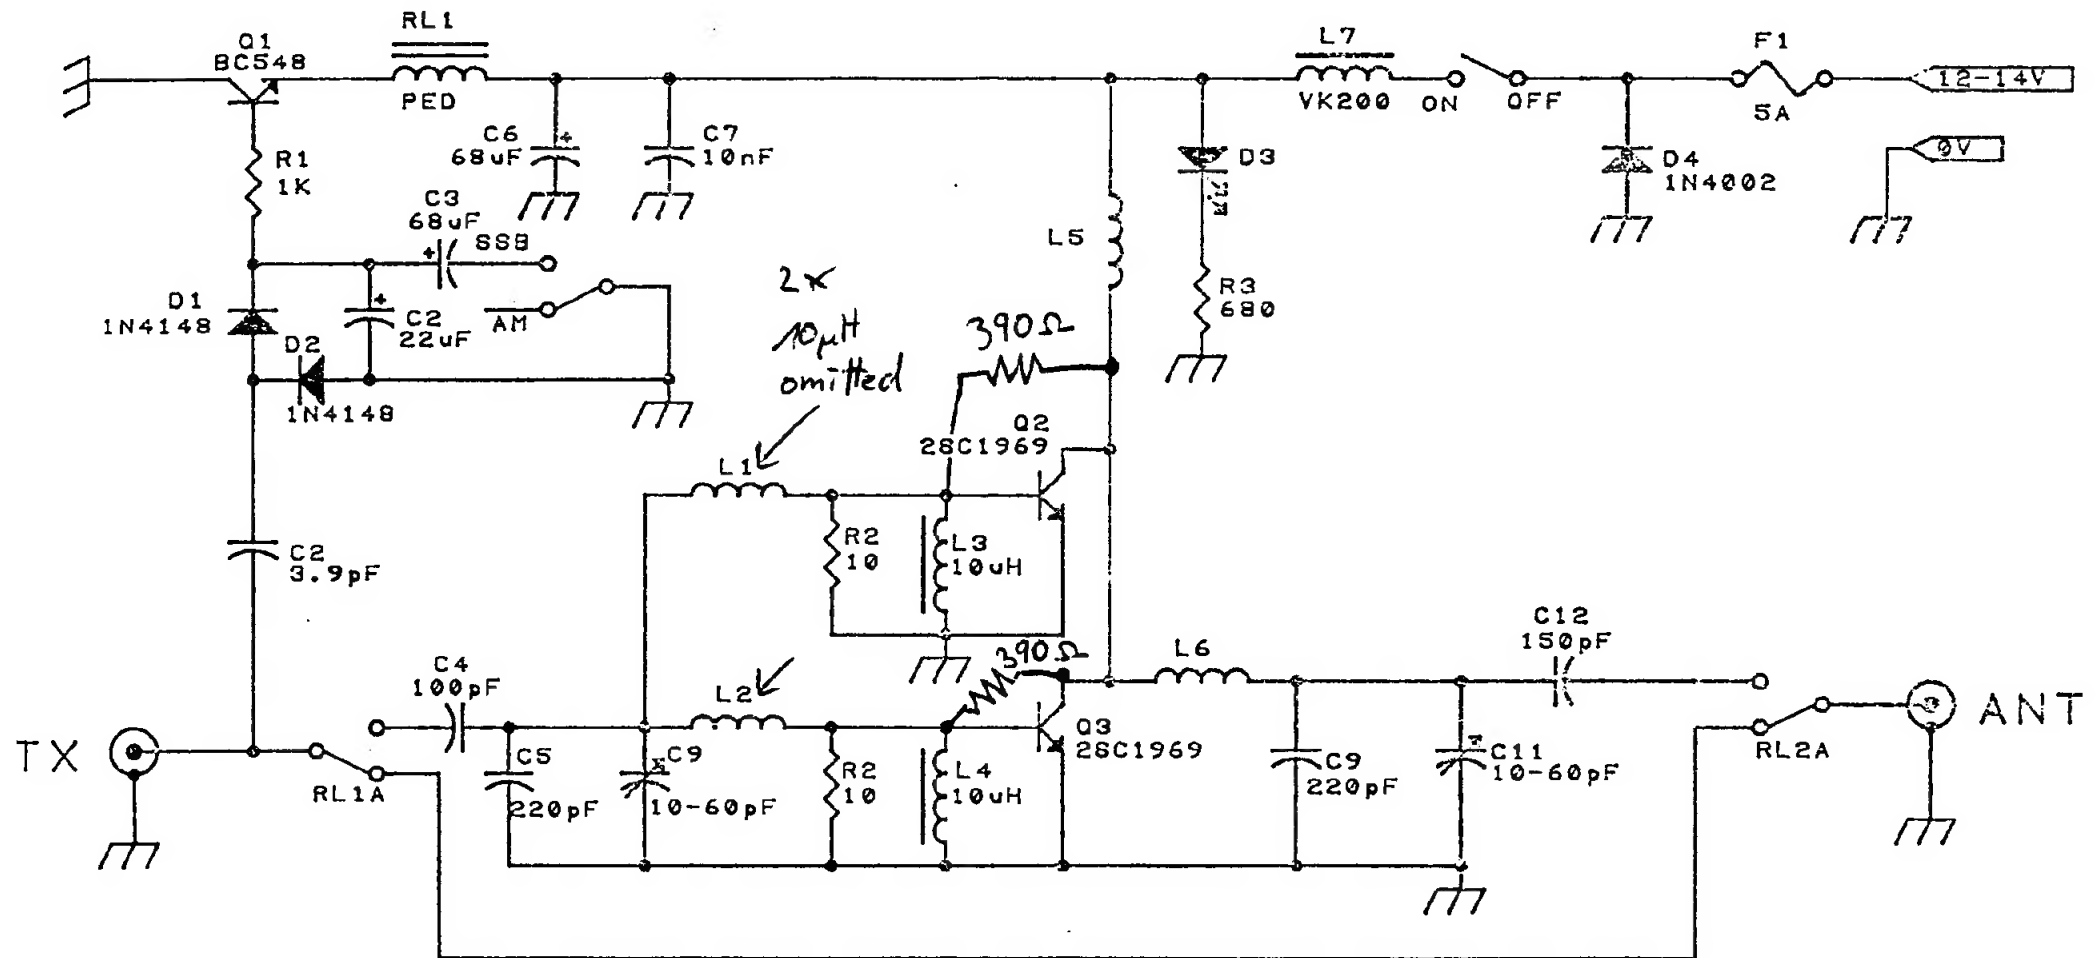 RL1
Q1
BC548
PED
L7
VK200
ON
OFF
F1
5A
12-14V
0V
C6
68uF
+
C7
10nF
D3
D4
1N4002
R1
1K
C3
68uF
+
SSB
AM
L5
R3
680
D1
1N4148
+
C2
22uF
D2
1N4148
2x
10µH
omitted
390Ω
Q2
2SC1969
L1
R2
10
L3
10uH
C2
3.9pF
390Ω
C12
150pF
L6
C4
100pF
L2
Q3
2SC1969
TX
RL1A
C5
220pF
C9
10-60pF
R2
10
L4
10uH
C9
220pF
C11
10-60pF
RL2A
ANT